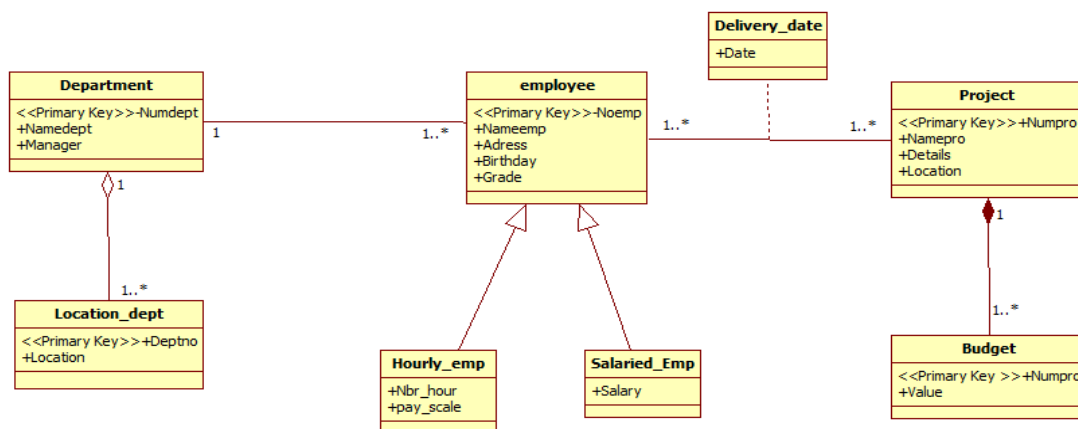 Delivery_date
+Date
Department
<<Primary Key>>-Numdept
+Namedept
+Manager
1
1..*
employee
<<Primary Key>>-Noemp
+Nameemp
+Adress
+Birthday
+Grade
1..*
1..*
Project
<<Primary Key>>+Numpro
+Namepro
+Details
+Location
1
1..*
Location_dept
<<Primary Key>>+Deptno
+Location
Hourly_emp
+Nbr_hour
+pay_scale
Salaried_Emp
+Salary
1
1..*
Budget
<<Primary Key >>+Numpro
+Value